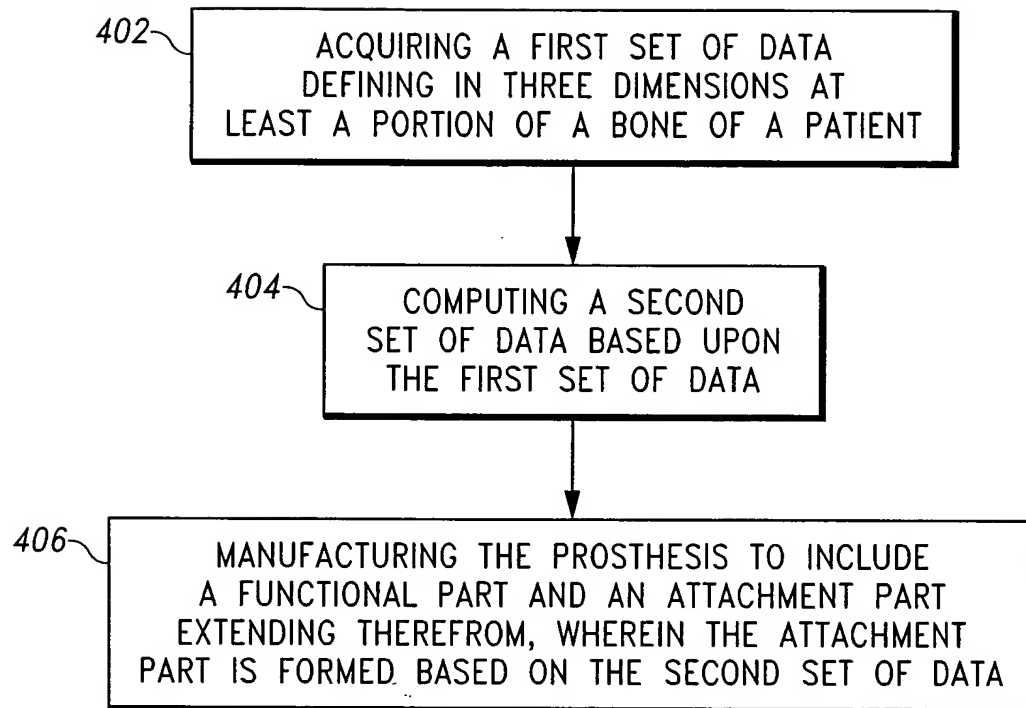 402
ACQUIRING A FIRST SET OF DATA
DEFINING IN THREE DIMENSIONS AT
LEAST A PORTION OF A BONE OF A PATIENT
404
COMPUTING A SECOND
SET OF DATA BASED UPON
THE FIRST SET OF DATA
406
MANUFACTURING THE PROSTHESIS TO INCLUDE
A FUNCTIONAL PART AND AN ATTACHMENT PART
EXTENDING THEREFROM, WHEREIN THE ATTACHMENT
PART IS FORMED BASED ON THE SECOND SET OF DATA